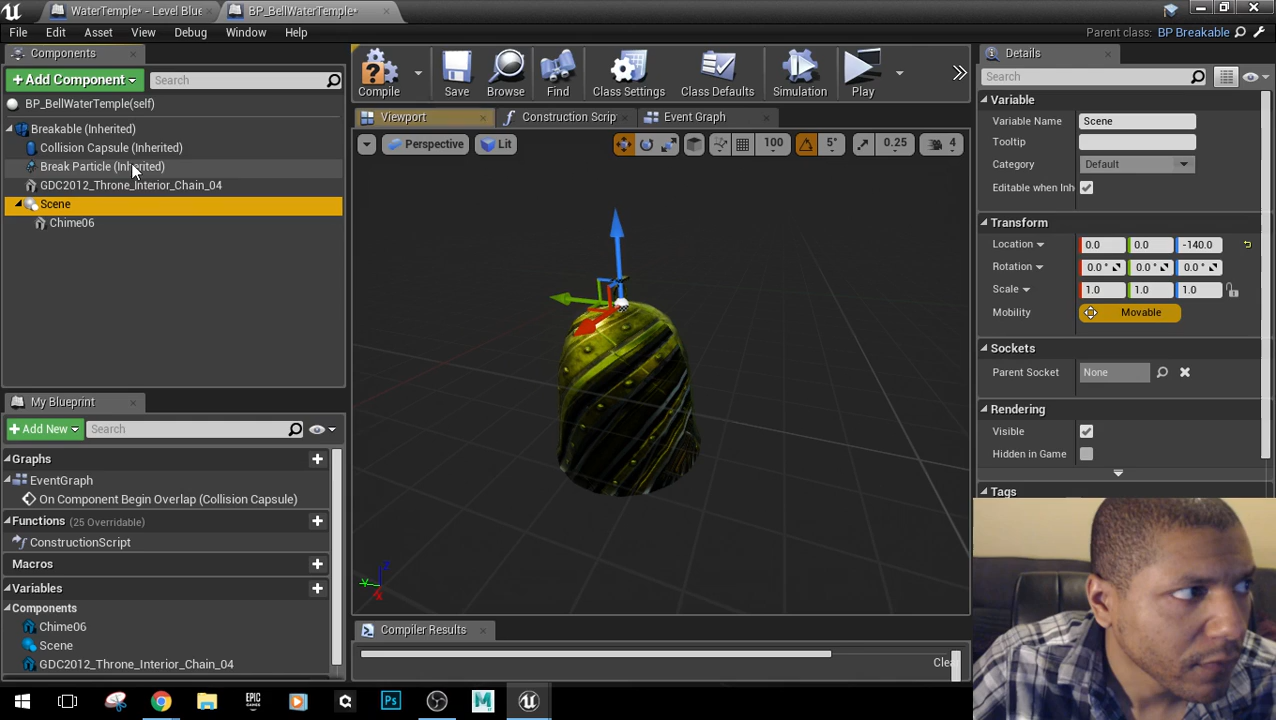 WaterTemple* - Level Blue
BP_BellWaterTemple*
File
Edit
Asset
View
Debug
Window
Help
Parent class: BP Breakable
Components
+Add Component
Search
BP_BellWaterTemple(self)
Breakable (Inherited)
Collision Capsule (Inherited)
Break Particle (Inherited)
GDC2012_Throne_Interior_Chain_04
Scene
Chime06
My Blueprint
+Add New
Search
Graphs
EventGraph
On Component Begin Overlap (Collision Capsule)
Functions (25 Overridable)
ConstructionScript
Macros
Variables
Components
Chime06
Scene
GDC2012_Throne_Interior_Chain_04
Compile
Save
Browse
Find
Class Settings
Class Defaults
Simulation
Play
Viewport
Construction Scrip
Event Graph
Perspective
Lit
100
5°
0.25
4
Z
Y
X
Compiler Results
Clea
Details
Search
Variable
Variable Name Scene
Tooltip
Category Default
Editable when Inh
Transform
Location 0.0 0.0 -140.0
Rotation 0.0 ° 0.0 ° 0.0 °
Scale 1.0 1.0 1.0
Mobility Movable
Sockets
Parent Socket None
Rendering
Visible
Hidden in Game
Tags
EPIC GAMES
Ps
M